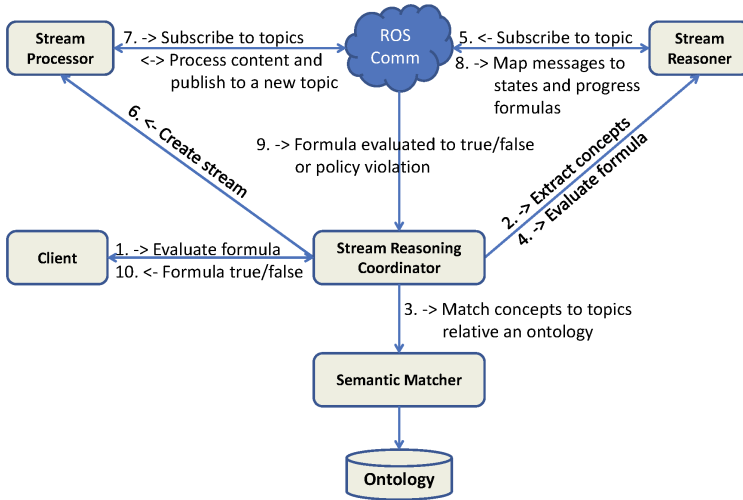 Stream
Processor
7. -> Subscribe to topics
<-> Process content and
publish to a new topic
ROS
Comm
5. <- Subscribe to topic
8. -> Map messages to
states and progress
formulas
Stream
Reasoner
6. <- Create stream
9. -> Formula evaluated to true/false
or policy violation
2. -> Extract concepts
4. -> Evaluate formula
Client
1. -> Evaluate formula
10. <- Formula true/false
Stream Reasoning
Coordinator
3. -> Match concepts to topics
relative an ontology
Semantic Matcher
Ontology